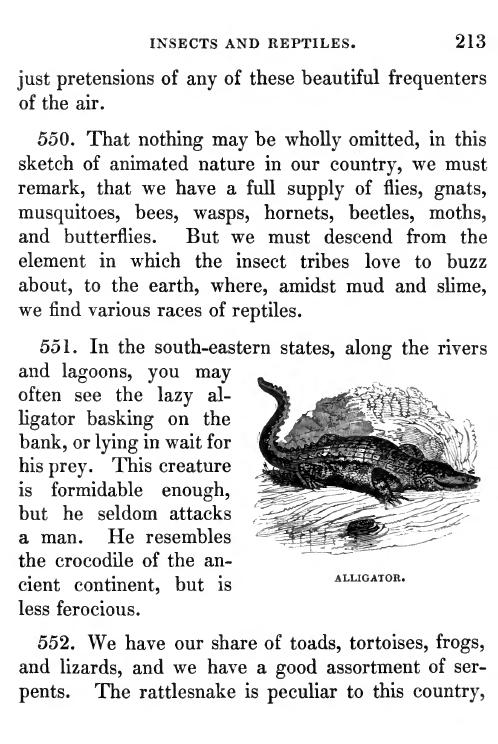 INSECTS AND REPTILES. 213
just pretensions of any of these beautiful frequenters
of the air.
550. That nothing may be wholly omitted, in this
sketch of animated nature in our country, we must
remark, that we have a full supply of flies, gnats,
musquitoes, bees, wasps, hornets, beetles, moths,
and butterflies. But we must descend from the
element in which the insect tribes love to buzz
about, to the earth, where, amidst mud and slime,
we find various races of reptiles.
551. In the south-eastern states, along the rivers
and lagoons, you may
often see the lazy al-
ligator basking on the
bank, or lying in wait for
his prey. This creature
is formidable enough,
but he seldom attacks
a man. He resembles
the crocodile of the an-
cient continent, but is
less ferocious.
ALLIGATOR.
552. We have our share of toads, tortoises, frogs,
and lizards, and we have a good assortment of ser-
pents. The rattlesnake is peculiar to this country,